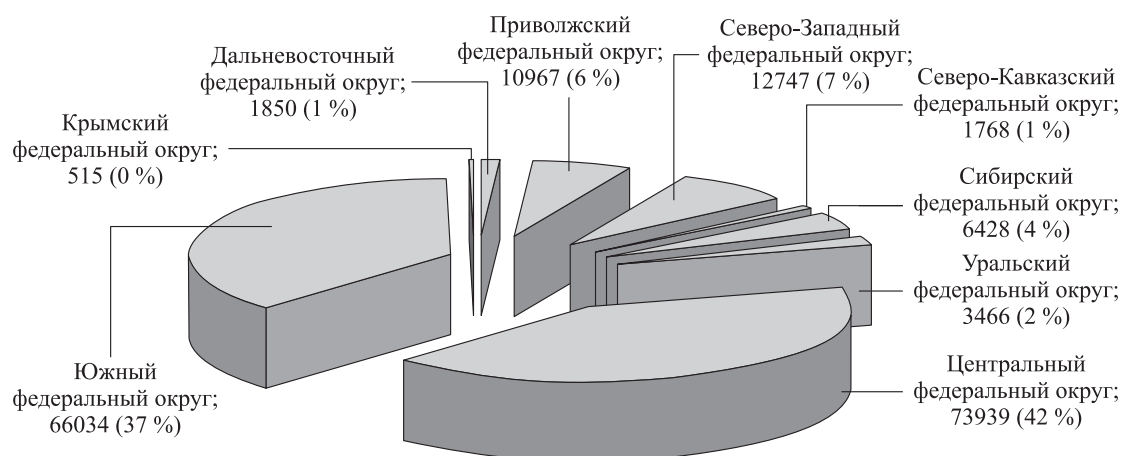 Приволжский
федеральный округ;
10967 (6 %)
Северо-Западный
федеральный округ;
12747 (7 %)
Дальневосточный
федеральный округ;
1850 (1 %)
Северо-Кавказский
федеральный округ;
1768 (1 %)
Крымский
федеральный округ;
515 (0 %)
Сибирский
федеральный округ;
6428 (4 %)
Уральский
федеральный округ;
3466 (2 %)
Южный
федеральный округ;
66034 (37 %)
Центральный
федеральный округ;
73939 (42 %)